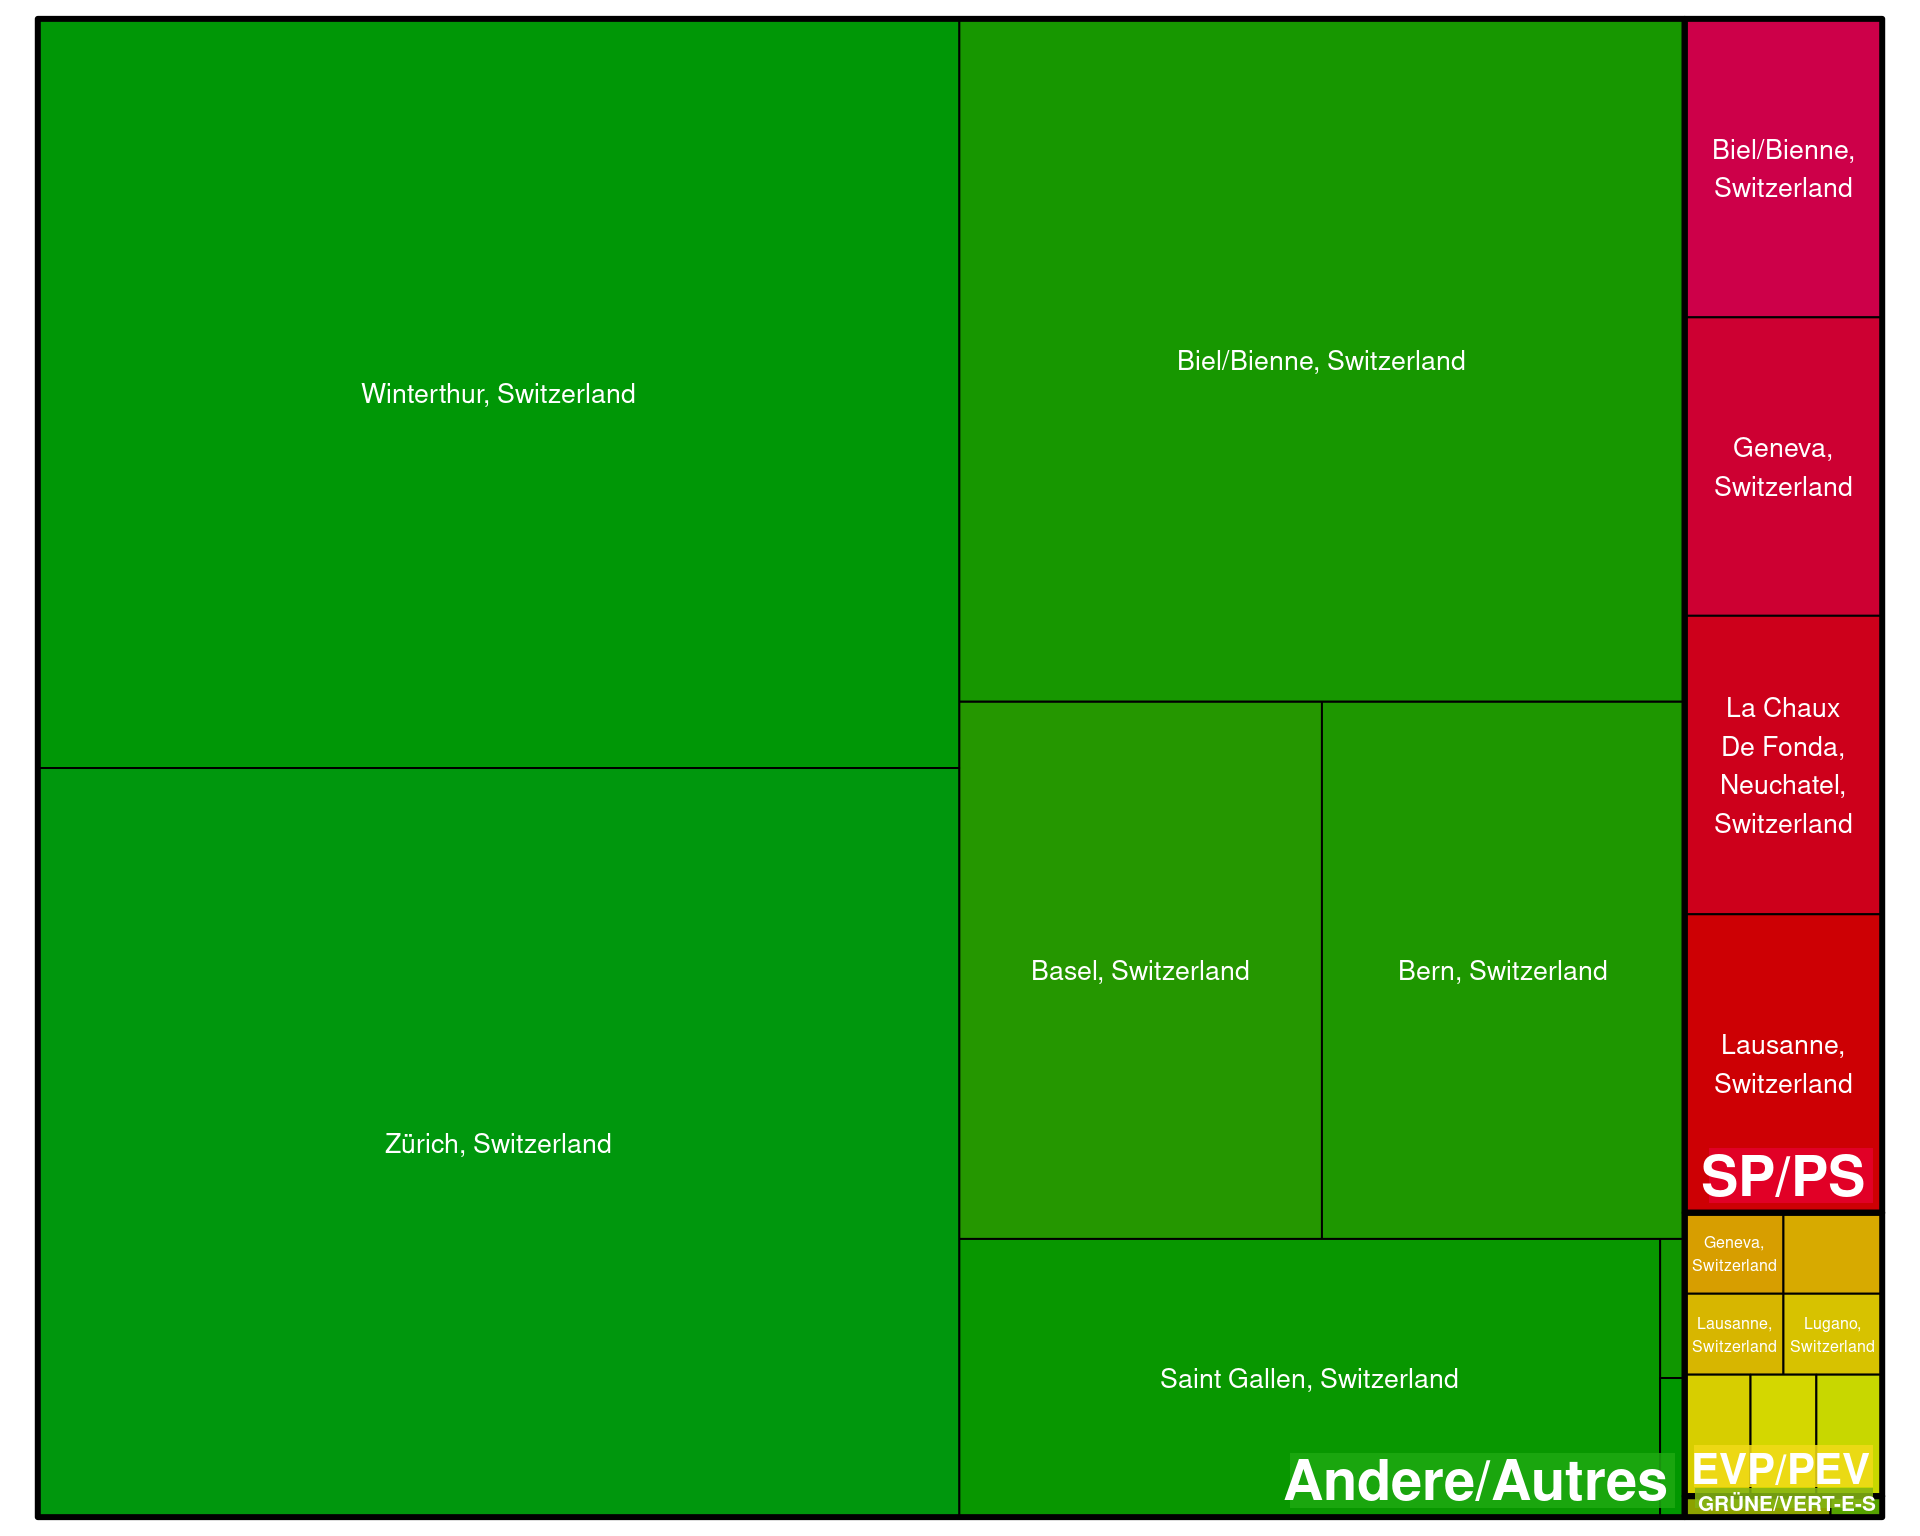 Winterthur, Switzerland
Zürich, Switzerland
Biel/Bienne, Switzerland
Basel, Switzerland
Bern, Switzerland
Saint Gallen, Switzerland
Andere/Autres
Biel/Bienne,
Switzerland
Geneva,
Switzerland
La Chaux
De Fonda,
Neuchatel,
Switzerland
Lausanne,
Switzerland
SP/PS
Geneva,
Switzerland
Lausanne,
Switzerland
Lugano,
Switzerland
EVP/PEV
GRÜNE/VERT-E-S